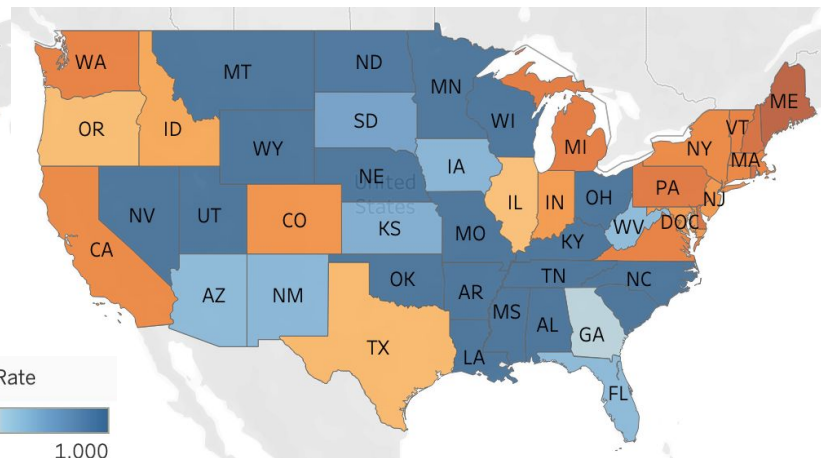 WA
MT
ND
MN
ME
OR
ID
SD
WI
VT
NY
MA
WY
MI
IA
NE
United
States
PA
NJ
NV
UT
CO
IL
IN
OH
DOC
CA
KS
MO
KY
WV
AZ
NM
OK
AR
TN
NC
MS
AL
GA
TX
LA
FL
Rate
1.000